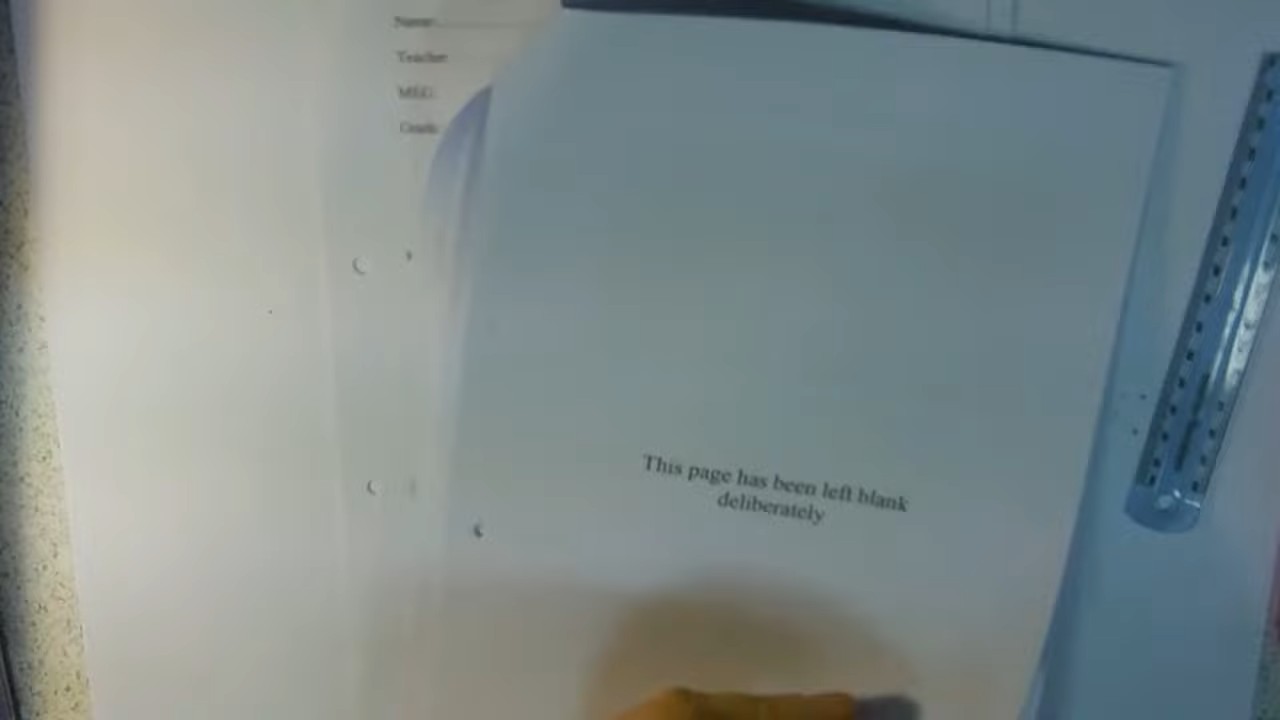 Name:
Teacher
MEG:
Grade
This page has been left blank
deliberately